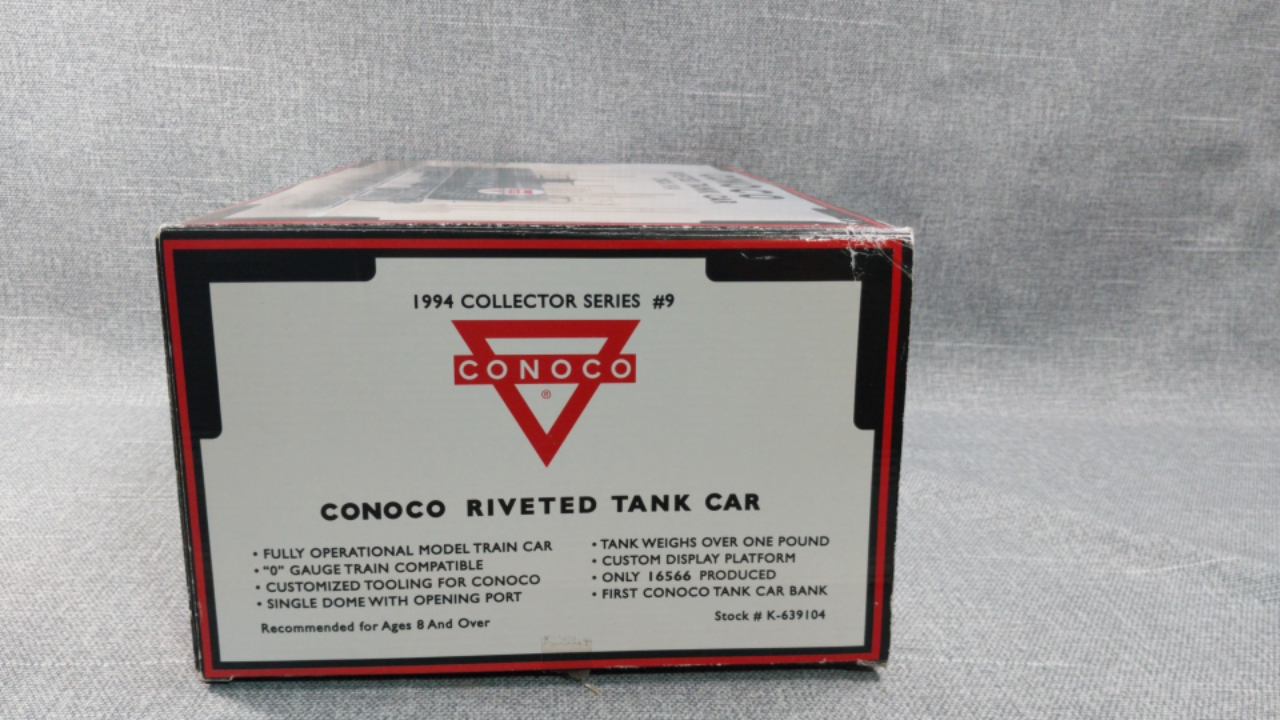 TANK CAR
1994 COLLECTOR SERIES #9
CONOCO
®
CONOCO RIVETED TANK CAR
• FULLY OPERATIONAL MODEL TRAIN CAR
• "0" GAUGE TRAIN COMPATIBLE
• CUSTOMIZED TOOLING FOR CONOCO
• SINGLE DOME WITH OPENING PORT
Recommended for Ages 8 And Over
• TANK WEIGHS OVER ONE POUND
• CUSTOM DISPLAY PLATFORM
• ONLY 16566 PRODUCED
• FIRST CONOCO TANK CAR BANK
Stock # K-639104